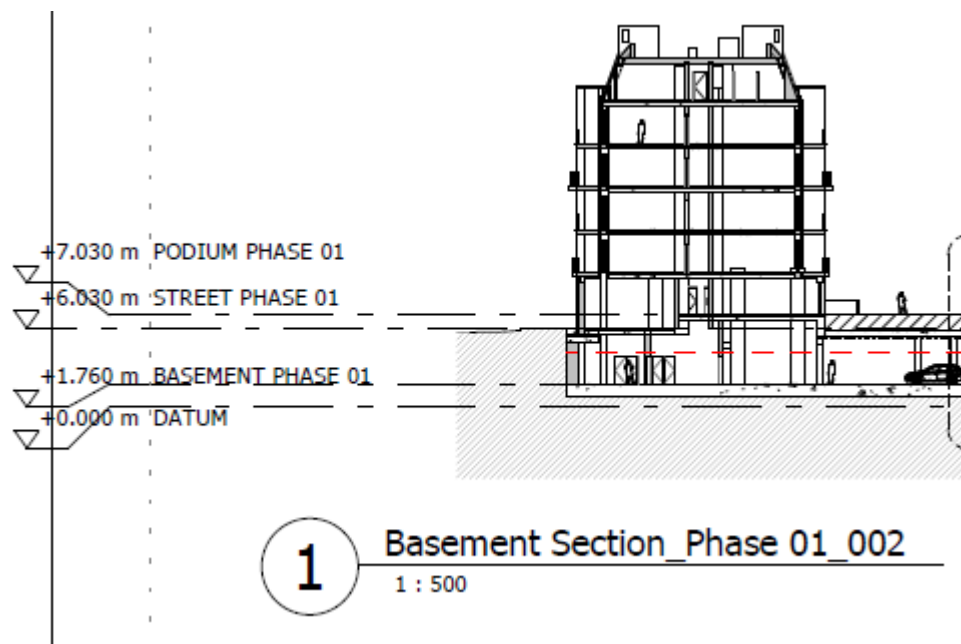 +7.030 m PODIUM PHASE 01
+6.030 m STREET PHASE 01
+1.760 m BASEMENT PHASE 01
+0.000 m DATUM
1
Basement Section_Phase 01_002
1 : 500